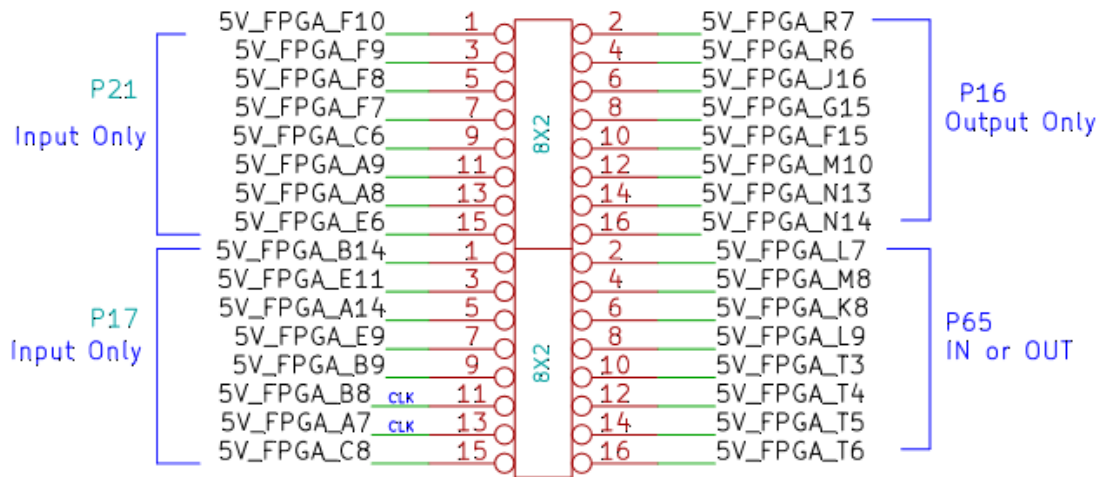 5V_FPGA_F10 1 2 5V_FPGA_R7
5V_FPGA_F9 3 4 5V_FPGA_R6
5V_FPGA_F8 5 6 5V_FPGA_J16
P21
P16
5V_FPGA_F7 7 8 5V_FPGA_G15
Input Only
Output Only
5V_FPGA_C6 9 10 5V_FPGA_F15
8X2
5V_FPGA_A9 11 12 5V_FPGA_M10
5V_FPGA_A8 13 14 5V_FPGA_N13
5V_FPGA_E6 15 16 5V_FPGA_N14
5V_FPGA_B14 1 2 5V_FPGA_L7
5V_FPGA_E11 3 4 5V_FPGA_M8
5V_FPGA_A14 5 6 5V_FPGA_K8
P17
P65
5V_FPGA_E9 7 8 5V_FPGA_L9
Input Only
IN or OUT
5V_FPGA_B9 9 10 5V_FPGA_T3
8X2
5V_FPGA_B8 CLK 11 12 5V_FPGA_T4
5V_FPGA_A7 CLK 13 14 5V_FPGA_T5
5V_FPGA_C8 15 16 5V_FPGA_T6